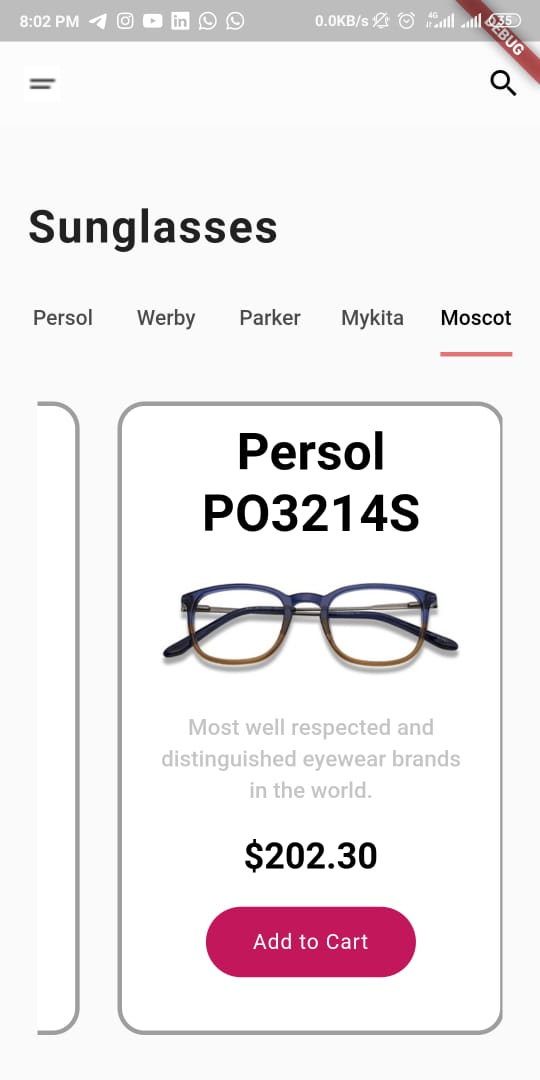 8:02 PM 0.0KB/s 4G 35
DEBUG
Sunglasses
Persol Werby Parker Mykita Moscot
Persol
PO3214S
Most well respected and
distinguished eyewear brands
in the world.
$202.30
Add to Cart